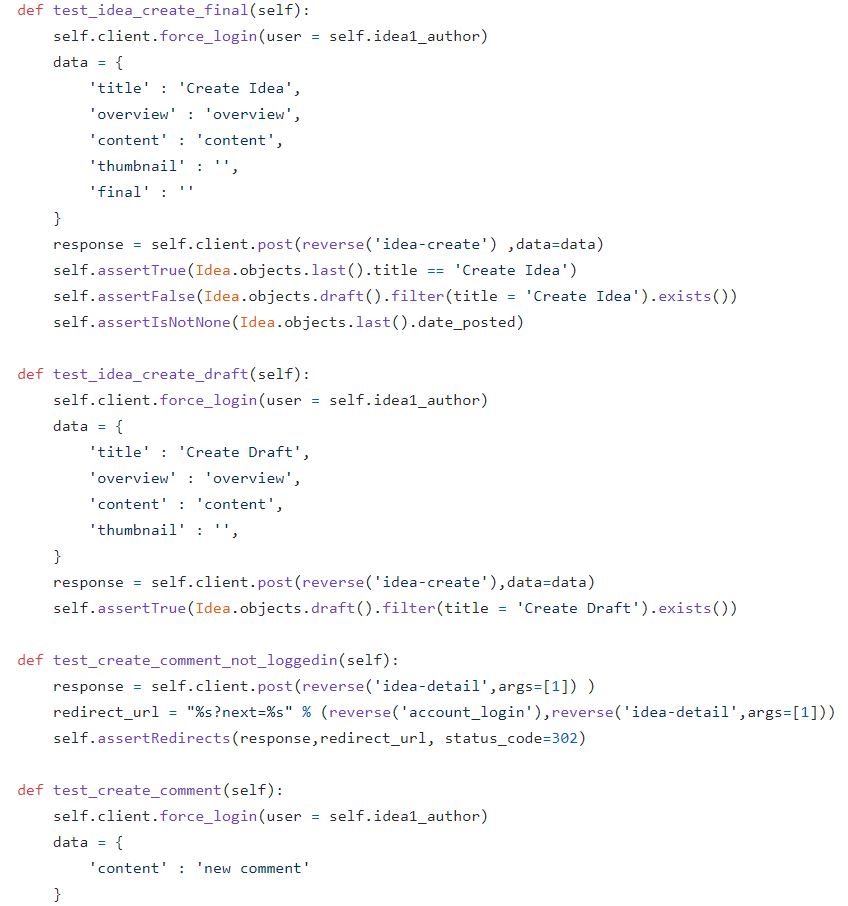 def test_idea_create_final(self):
    self.client.force_login(user = self.idea1_author)
    data = {
        'title' : 'Create Idea',
        'overview' : 'overview',
        'content' : 'content',
        'thumbnail' : '',
        'final' : ''
    }
    response = self.client.post(reverse('idea-create') ,data=data)
    self.assertTrue(Idea.objects.last().title == 'Create Idea')
    self.assertFalse(Idea.objects.draft().filter(title = 'Create Idea').exists())
    self.assertIsNotNone(Idea.objects.last().date_posted)

def test_idea_create_draft(self):
    self.client.force_login(user = self.idea1_author)
    data = {
        'title' : 'Create Draft',
        'overview' : 'overview',
        'content' : 'content',
        'thumbnail' : '',
    }
    response = self.client.post(reverse('idea-create'),data=data)
    self.assertTrue(Idea.objects.draft().filter(title = 'Create Draft').exists())

def test_create_comment_not_loggedin(self):
    response = self.client.post(reverse('idea-detail',args=[1]) )
    redirect_url = "%s?next=%s" % (reverse('account_login'),reverse('idea-detail',args=[1]))
    self.assertRedirects(response,redirect_url, status_code=302)

def test_create_comment(self):
    self.client.force_login(user = self.idea1_author)
    data = {
        'content' : 'new comment'
    }